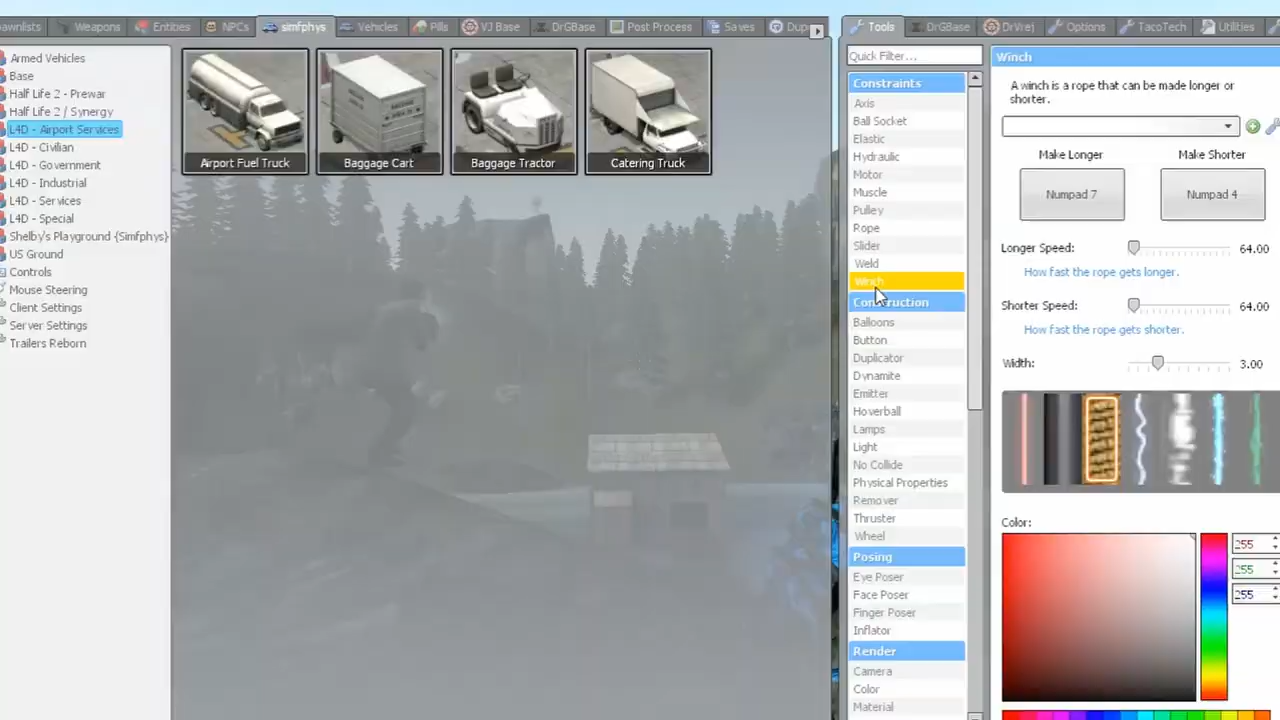 awnlists Weapons Entities NPCs simfphys Vehicles Pills VJ Base DrGBase Post Process Saves Dup
Armed Vehicles
Base
Half Life 2 - Prewar
Half Life 2 / Synergy
L4D - Airport Services
L4D - Civilian
L4D - Government
L4D - Industrial
L4D - Services
L4D - Special
Shelby's Playground {Simfphys}
US Ground
Controls
Mouse Steering
Client Settings
Server Settings
Trailers Reborn
Airport Fuel Truck
Baggage Cart
Baggage Tractor
Catering Truck
Tools DrGBase DrVrej Options TacoTech Utilities
Quick Filter...
Constraints
Axis
Ball Socket
Elastic
Hydraulic
Motor
Muscle
Pulley
Rope
Slider
Weld
Winch
Construction
Balloons
Button
Duplicator
Dynamite
Emitter
Hoverball
Lamps
Light
No Collide
Physical Properties
Remover
Thruster
Wheel
Posing
Eye Poser
Face Poser
Finger Poser
Inflator
Render
Camera
Color
Material
Winch
A winch is a rope that can be made longer or
shorter.
Make Longer Make Shorter
Numpad 7 Numpad 4
Longer Speed: 64.00
How fast the rope gets longer.
Shorter Speed: 64.00
How fast the rope gets shorter.
Width: 3.00
Color:
255
255
255